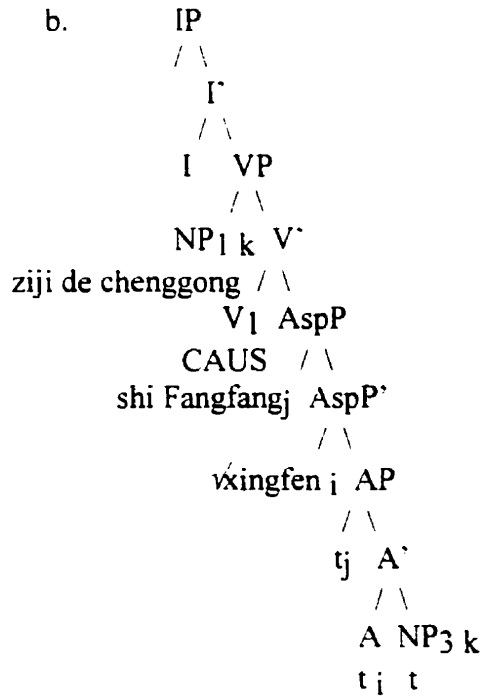 b. IP
/ \
I'
/ \
I VP
/ \
NP1 k V'
ziji de chenggong / \
V1 AspP
CAUS / \
shi Fangfangj AspP'
/ \
√xingfen i AP
/ \
tj A'
/ \
A NP3 k
t i t